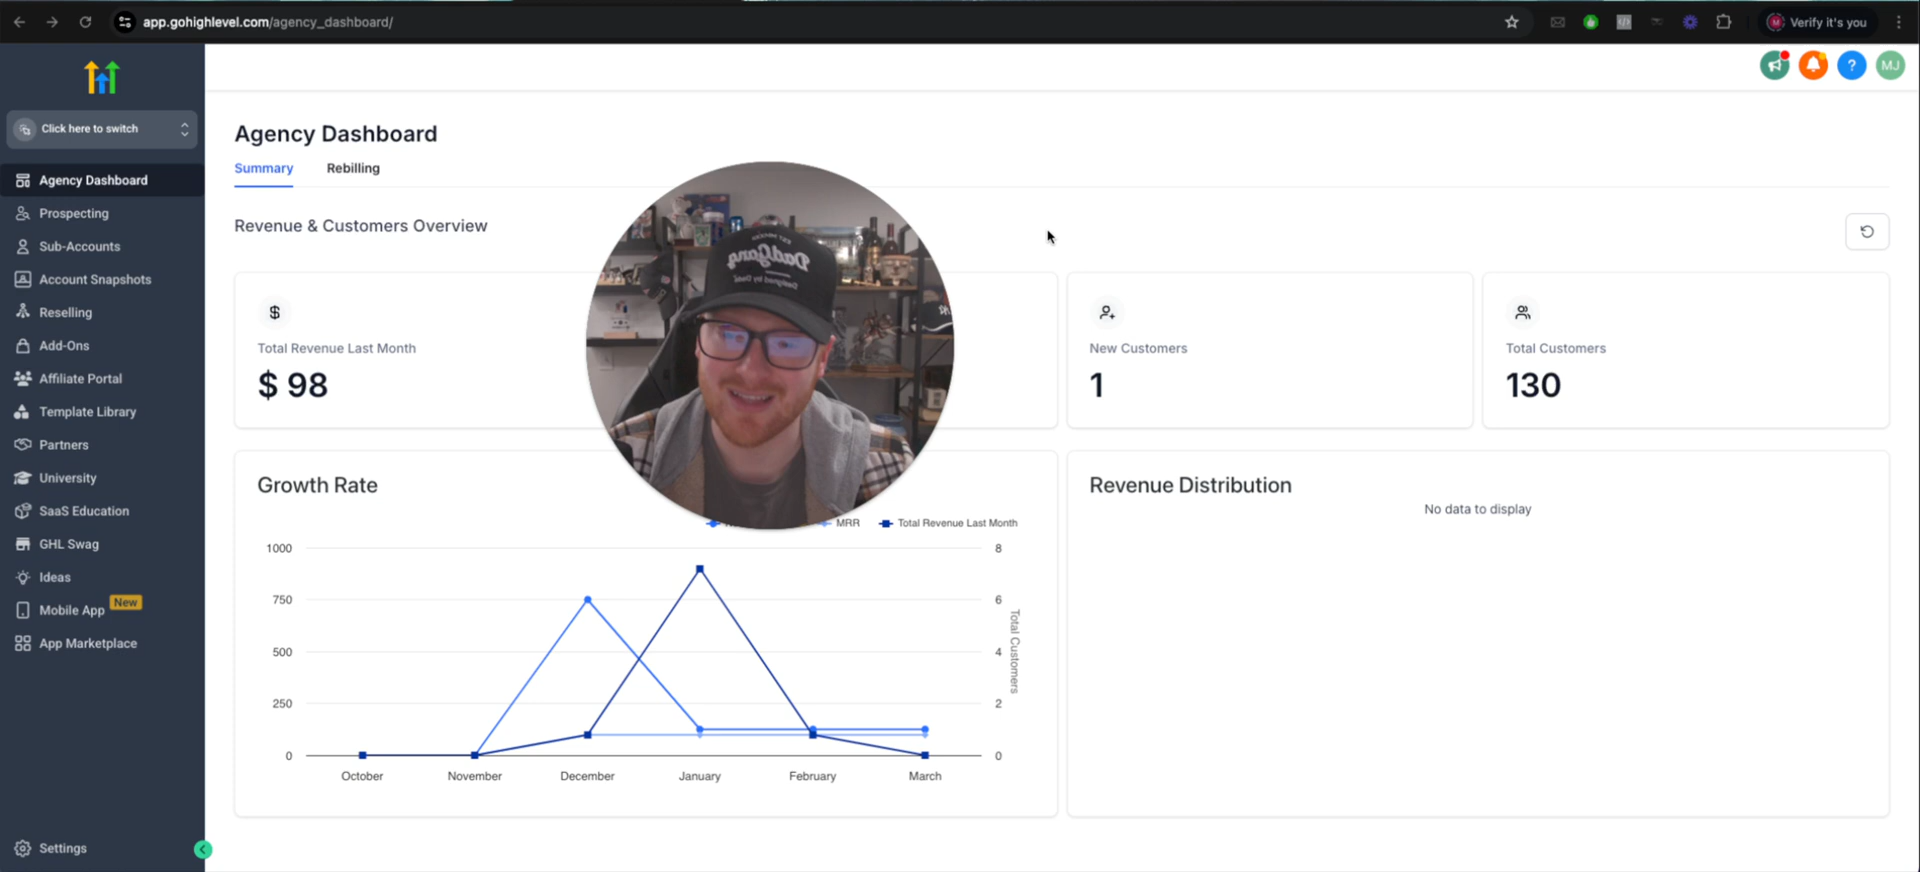 app.gohighlevel.com/agency_dashboard/
Verify it's you
MJ
Click here to switch
Agency Dashboard
Prospecting
Sub-Accounts
Account Snapshots
Reselling
Add-Ons
Affiliate Portal
Template Library
Partners
University
SaaS Education
GHL Swag
Ideas
Mobile App New
App Marketplace
Settings
Agency Dashboard
Summary Rebilling
Revenue & Customers Overview
$
Total Revenue Last Month
$ 98
New Customers
1
Total Customers
130
Growth Rate
MRR Total Revenue Last Month
1000 8
750 6
500 4
250 2
0 0
Total Customers
October November December January February March
Revenue Distribution
No data to display